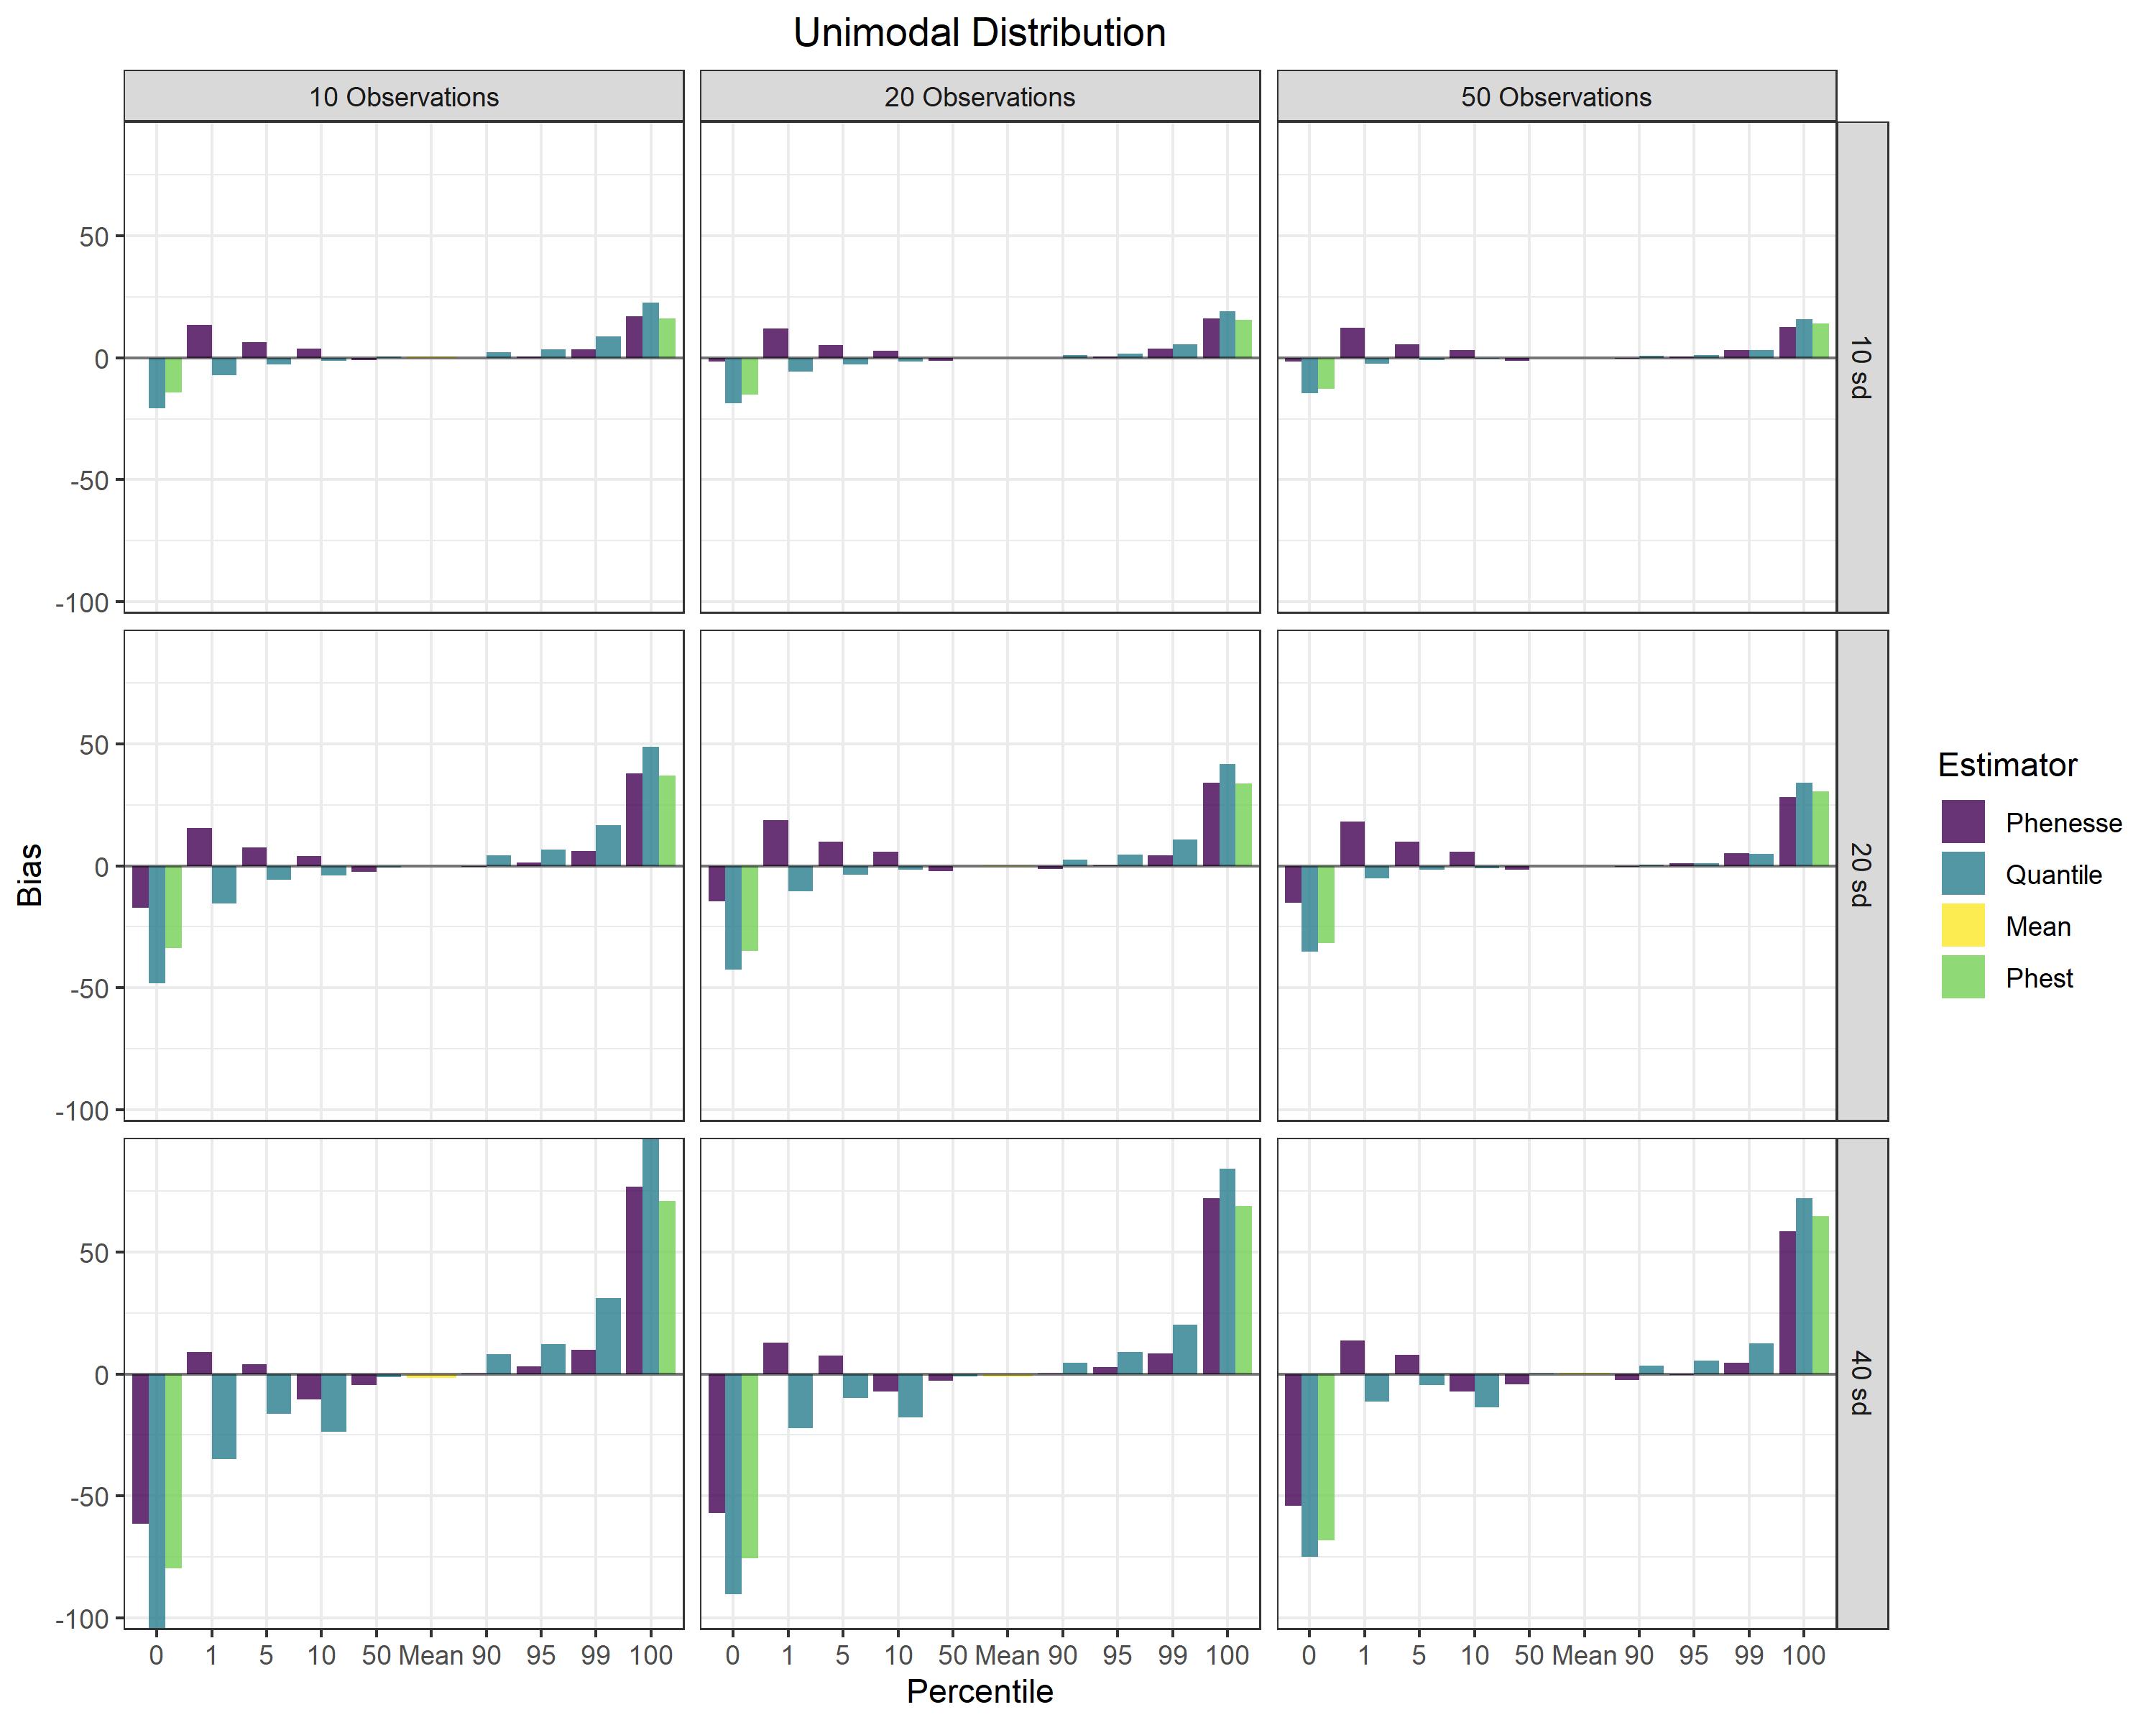 Unimodal Distribution
10 Observations 20 Observations 50 Observations
50
0
-50
-100
10 sd
50
0
-50
-100
20 sd
50
0
-50
-100
40 sd
0 1 5 10 50 Mean 90 95 99 100
0 1 5 10 50 Mean 90 95 99 100
0 1 5 10 50 Mean 90 95 99 100
Percentile
Bias
Estimator
Phenesse
Quantile
Mean
Phest